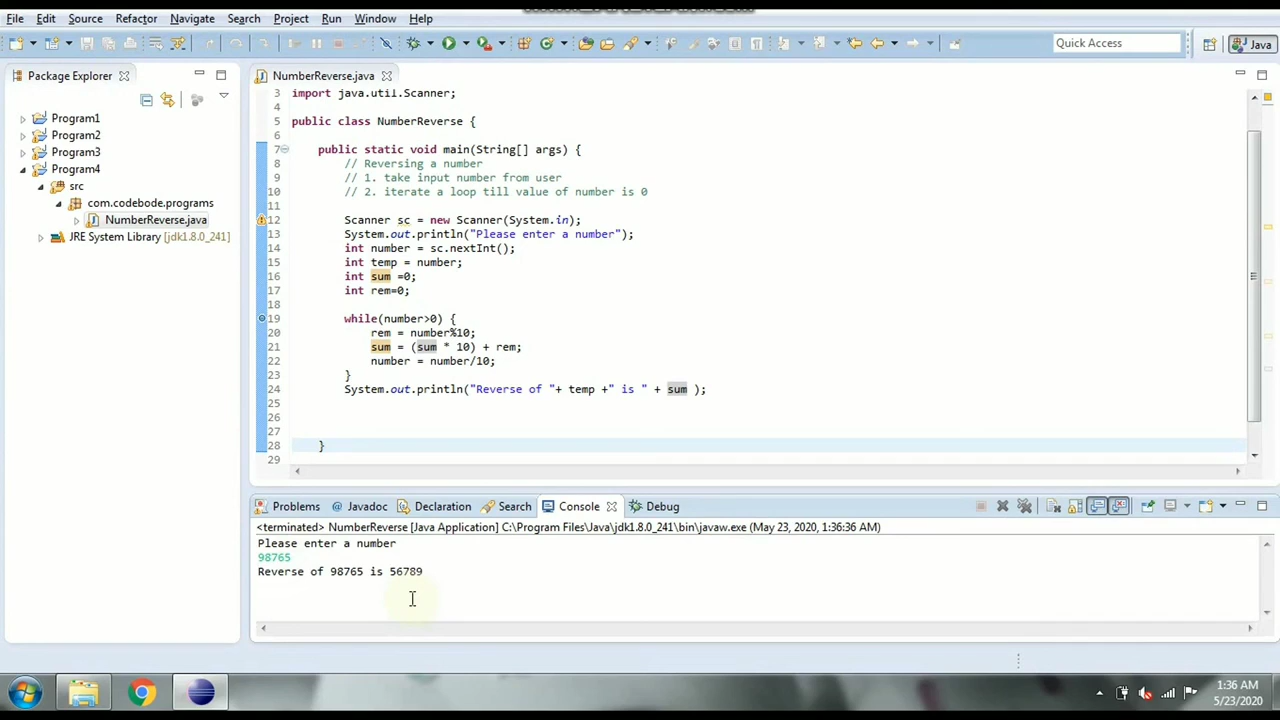 File Edit Source Refactor Navigate Search Project Run Window Help
Quick Access
Java
Package Explorer
NumberReverse.java
Program1
Program2
Program3
Program4
src
com.codebode.programs
NumberReverse.java
JRE System Library [jdk1.8.0_241]
3 import java.util.Scanner;
4
5 public class NumberReverse {
6
7 public static void main(String[] args) {
8 // Reversing a number
9 // 1. take input number from user
10 // 2. iterate a loop till value of number is 0
11
12 Scanner sc = new Scanner(System.in);
13 System.out.println("Please enter a number");
14 int number = sc.nextInt();
15 int temp = number;
16 int sum =0;
17 int rem=0;
18
19 while(number>0) {
20 rem = number%10;
21 sum = (sum * 10) + rem;
22 number = number/10;
23 }
24 System.out.println("Reverse of "+ temp +" is " + sum );
25
26
27
28 }
29
Problems @ Javadoc Declaration Search Console Debug
<terminated> NumberReverse [Java Application] C:\Program Files\Java\jdk1.8.0_241\bin\javaw.exe (May 23, 2020, 1:36:36 AM)
Please enter a number
98765
Reverse of 98765 is 56789
1:36 AM
5/23/2020